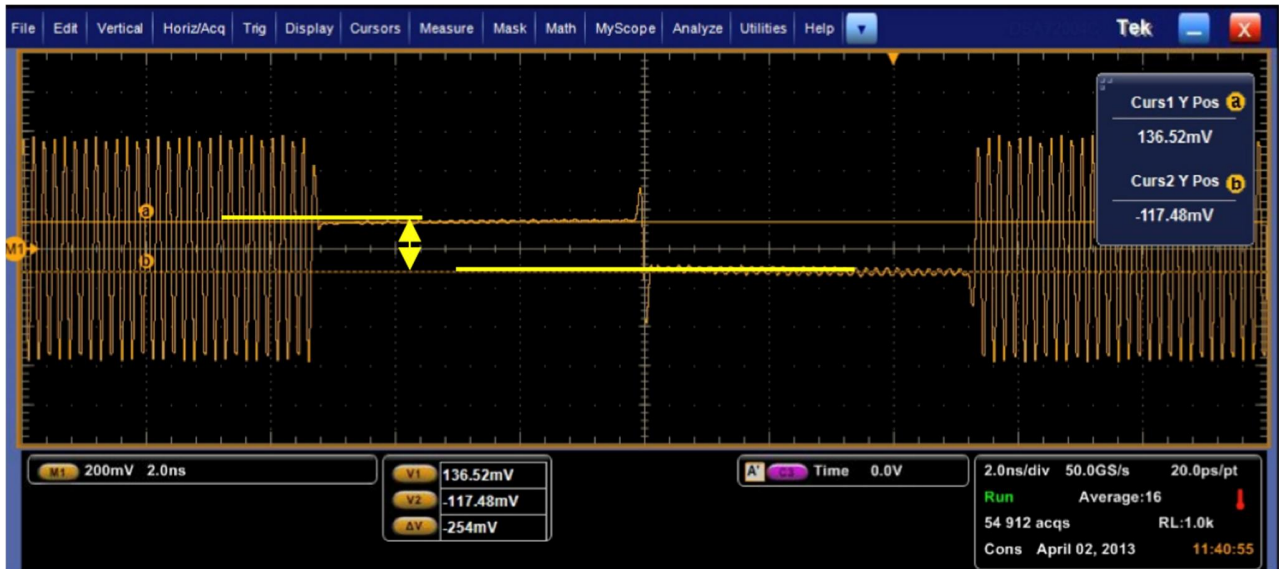 File Edit Vertical Horiz/Acq Trig Display Cursors Measure Mask Math MyScope Analyze Utilities Help Tek X
Curs1 Y Pos a
136.52mV
Curs2 Y Pos b
-117.48mV
a
M1
b
M1 200mV 2.0ns
V1 136.52mV
V2 -117.48mV
ΔV -254mV
A' C3 Time 0.0V
2.0ns/div 50.0GS/s 20.0ps/pt
Run Average:16
54 912 acqs RL:1.0k
Cons April 02, 2013 11:40:55